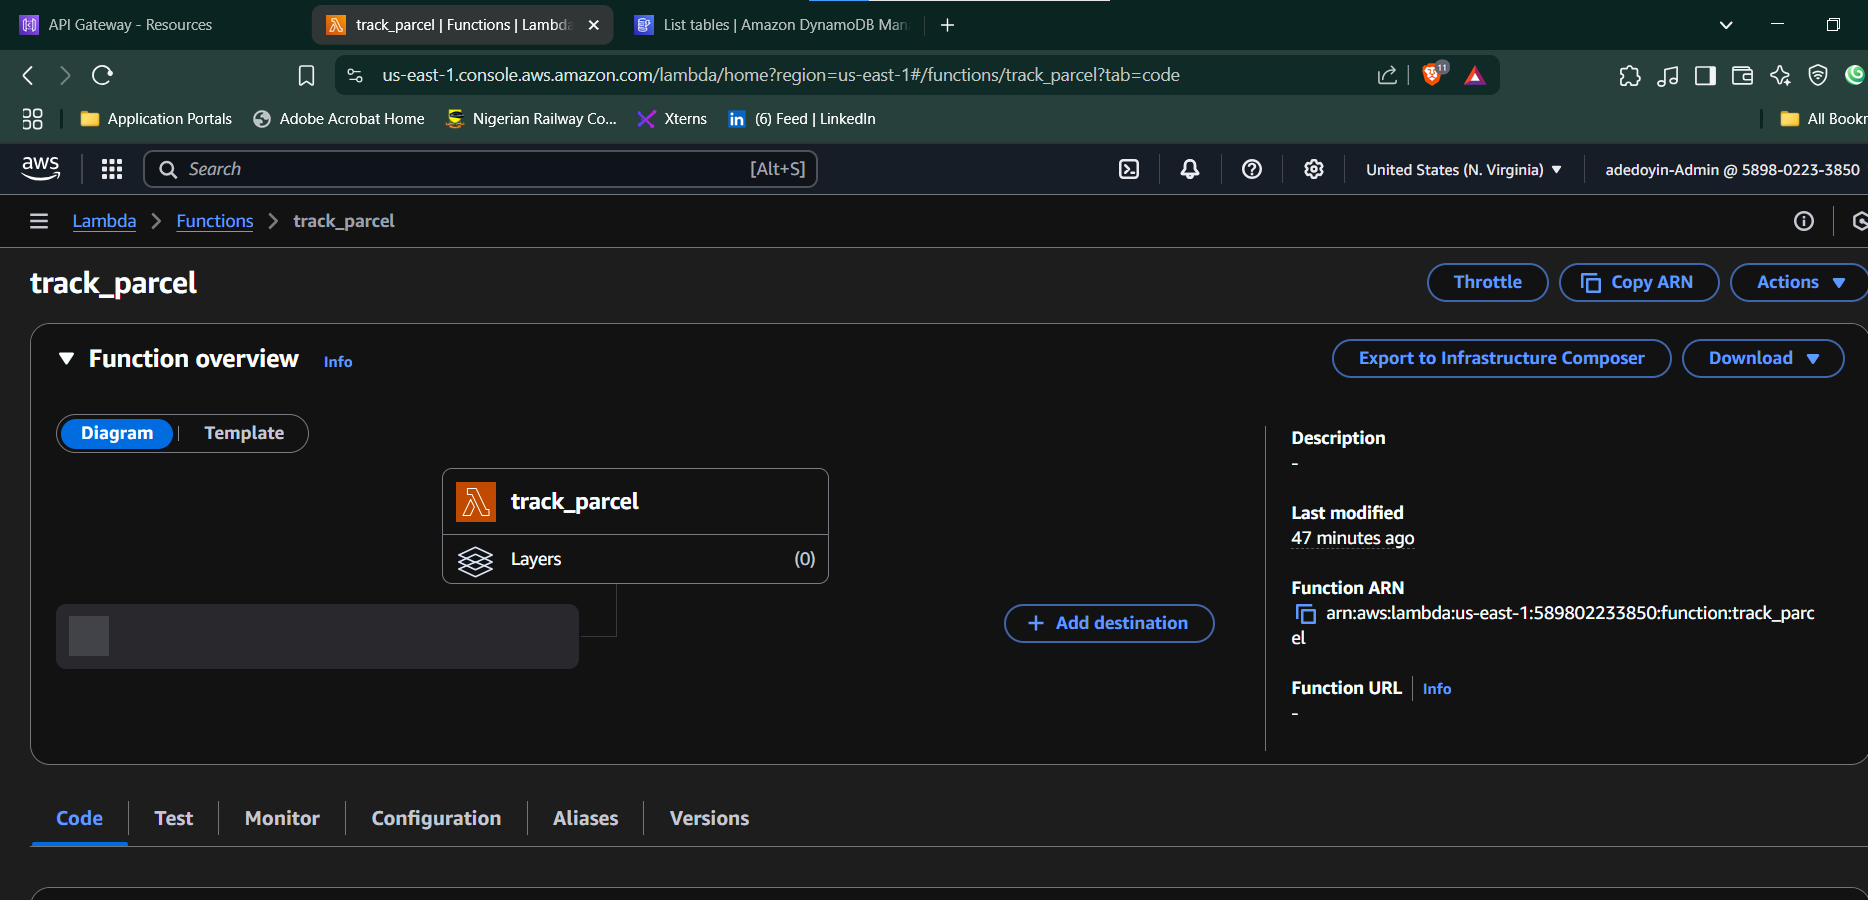 API Gateway - Resources
track_parcel | Functions | Lambda
List tables | Amazon DynamoDB Man
us-east-1.console.aws.amazon.com/lambda/home?region=us-east-1#/functions/track_parcel?tab=code
11
Application Portals
Adobe Acrobat Home
Nigerian Railway Co...
Xterns
in (6) Feed | LinkedIn
All Bookr
aws
Search
[Alt+S]
United States (N. Virginia)
adedoyin-Admin @ 5898-0223-3850
Lambda
Functions
track_parcel
track_parcel
Throttle
Copy ARN
Actions
Function overview
Info
Export to Infrastructure Composer
Download
Diagram
Template
track_parcel
Layers
(0)
Add destination
Description
-
Last modified
47 minutes ago
Function ARN
arn:aws:lambda:us-east-1:589802233850:function:track_parc
el
Function URL
Info
-
Code
Test
Monitor
Configuration
Aliases
Versions